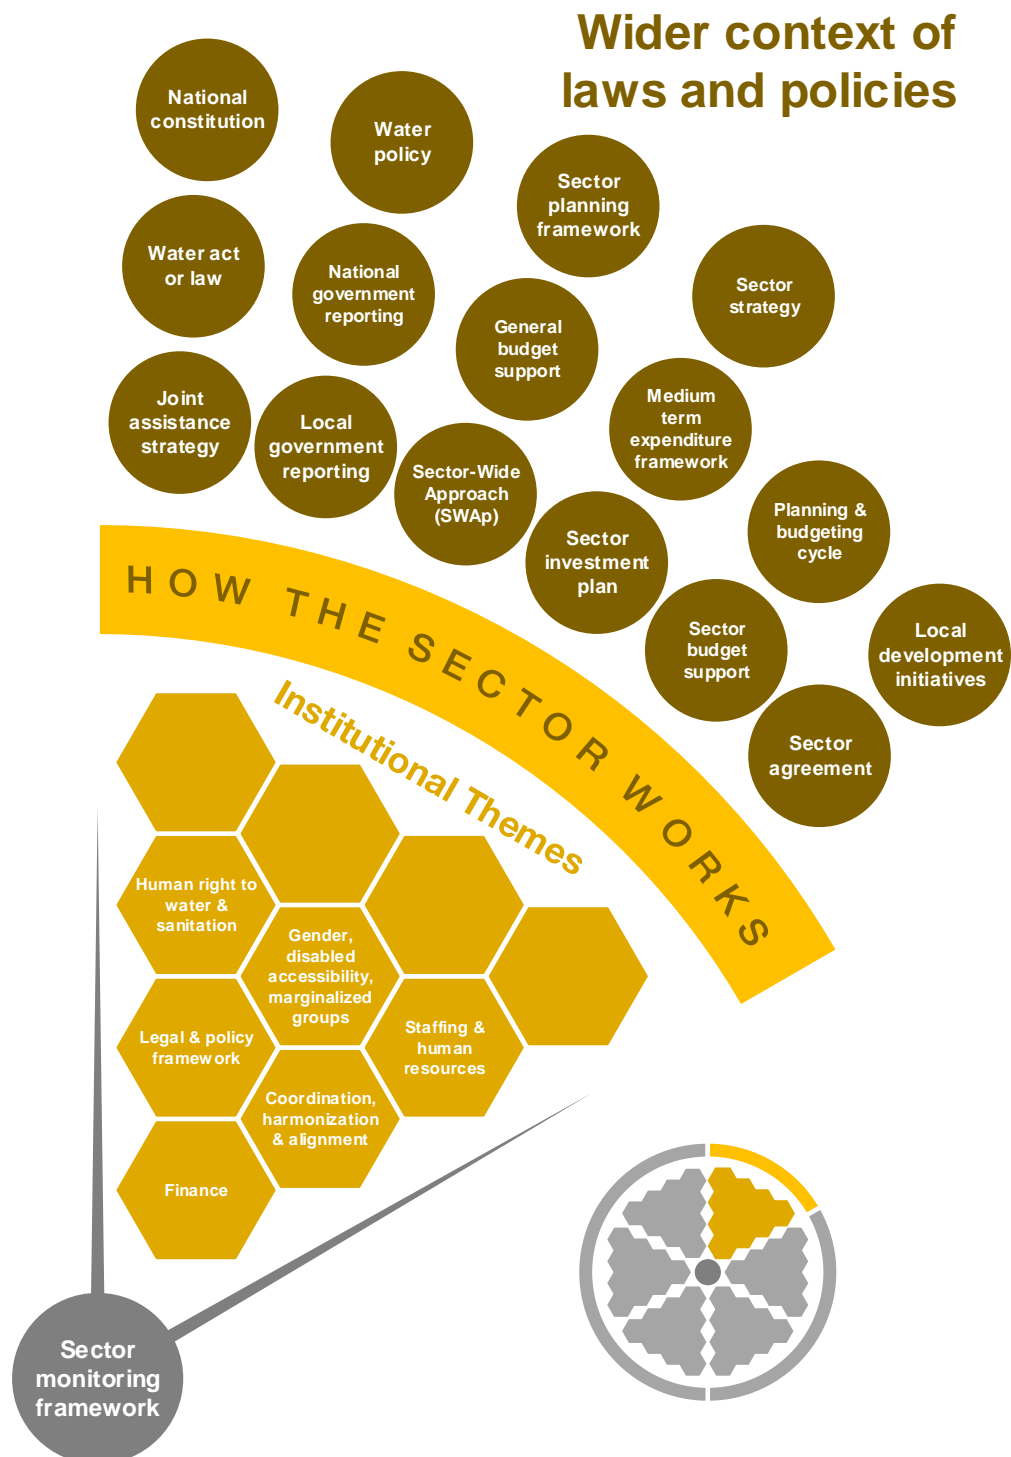 Wider context of
laws and policies
National
constitution
Water
policy
Sector
planning
framework
Sector
strategy
Water act
or law
National
government
reporting
General
budget
support
Medium
term
expenditure
framework
Planning &
budgeting
cycle
Local
development
initiatives
Joint
assistance
strategy
Local
government
reporting
Sector-Wide
Approach
(SWAp)
Sector
investment
plan
Sector
budget
support
Sector
agreement
HOW THE SECTOR WORKS
Institutional Themes
Human right to
water &
sanitation
Gender,
disabled
accessibility,
marginalized
groups
Staffing &
human
resources
Legal & policy
framework
Coordination,
harmonization
& alignment
Finance
Sector
monitoring
framework